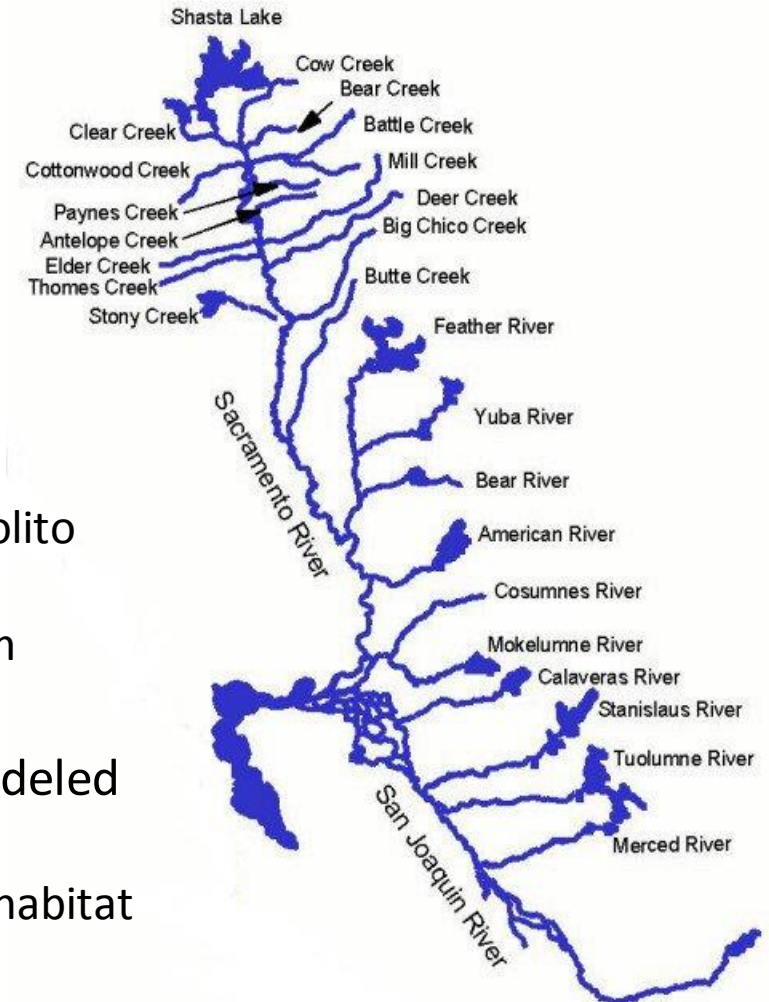 Shasta Lake
Cow Creek
Bear Creek
Battle Creek
Clear Creek
Mill Creek
Cottonwood Creek
Deer Creek
Paynes Creek
Big Chico Creek
Antelope Creek
Elder Creek
Thomes Creek
Butte Creek
Stony Creek
Feather River
Sacramento River
Yuba River
Bear River
American River
Cosumnes River
Mokelumne River
Calaveras River
Stanislaus River
Tuolumne River
San Joaquin River
Merced River
deled
habitat